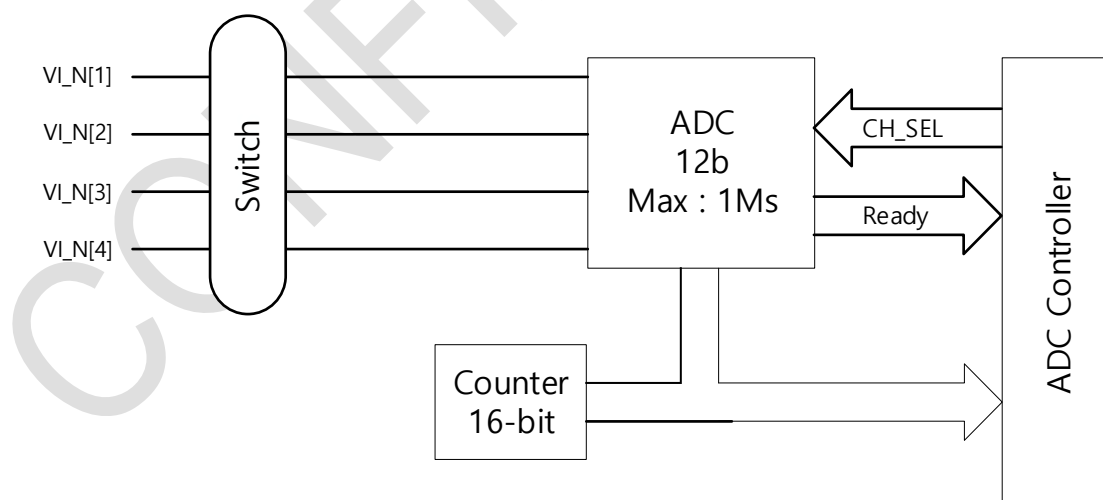 CONF
VI_N[1]
VI_N[2]
VI_N[3]
VI_N[4]
Switch
ADC
12b
Max : 1Ms
CH_SEL
Ready
ADC Controller
Counter
16-bit